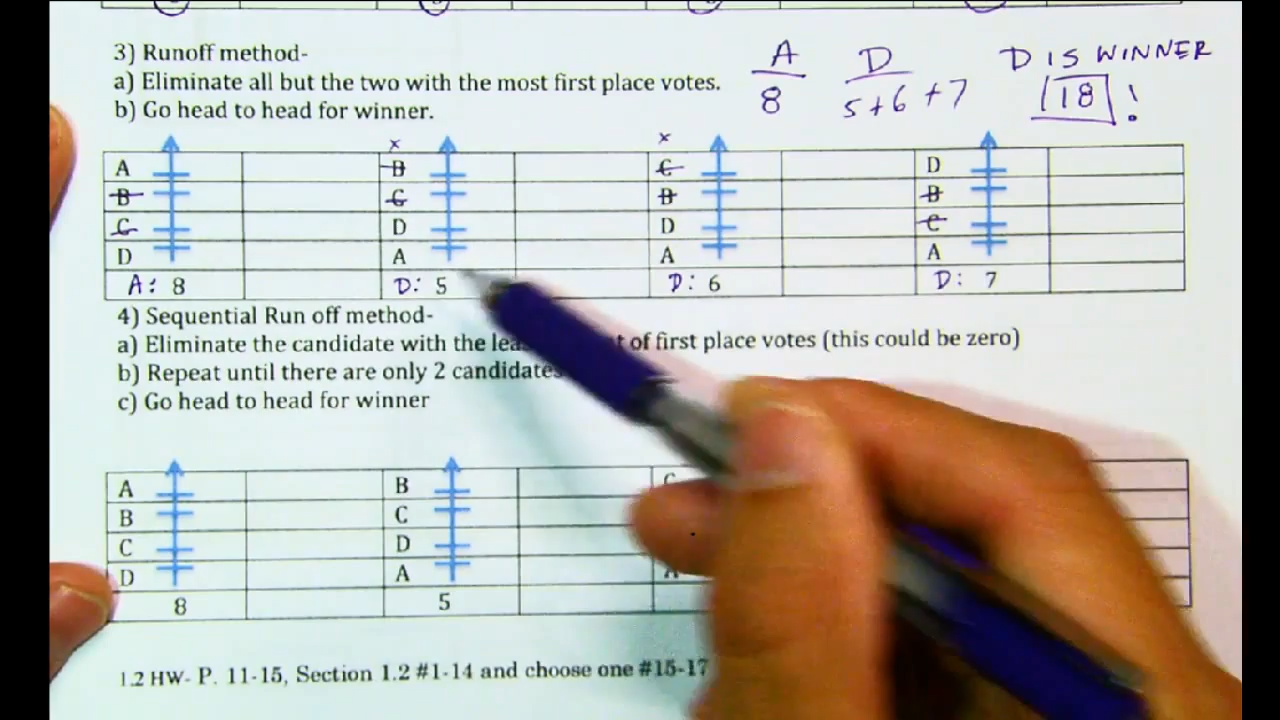 3) Runoff method-
a) Eliminate all but the two with the most first place votes.
b) Go head to head for winner.
A D D IS WINNER
8 5+6+7 18 !
x x
A B C D
B C B B
C D D C
D A A A
A: 8 D: 5 D: 6 D: 7
4) Sequential Run off method-
a) Eliminate the candidate with the of first place votes (this could be zero)
b) Repeat until there are only 2 candidates
c) Go head to head for winner
A B
B C
C D
D A
8 5
1.2 HW- P. 11-15, Section 1.2 #1-14 and choose one #15-17